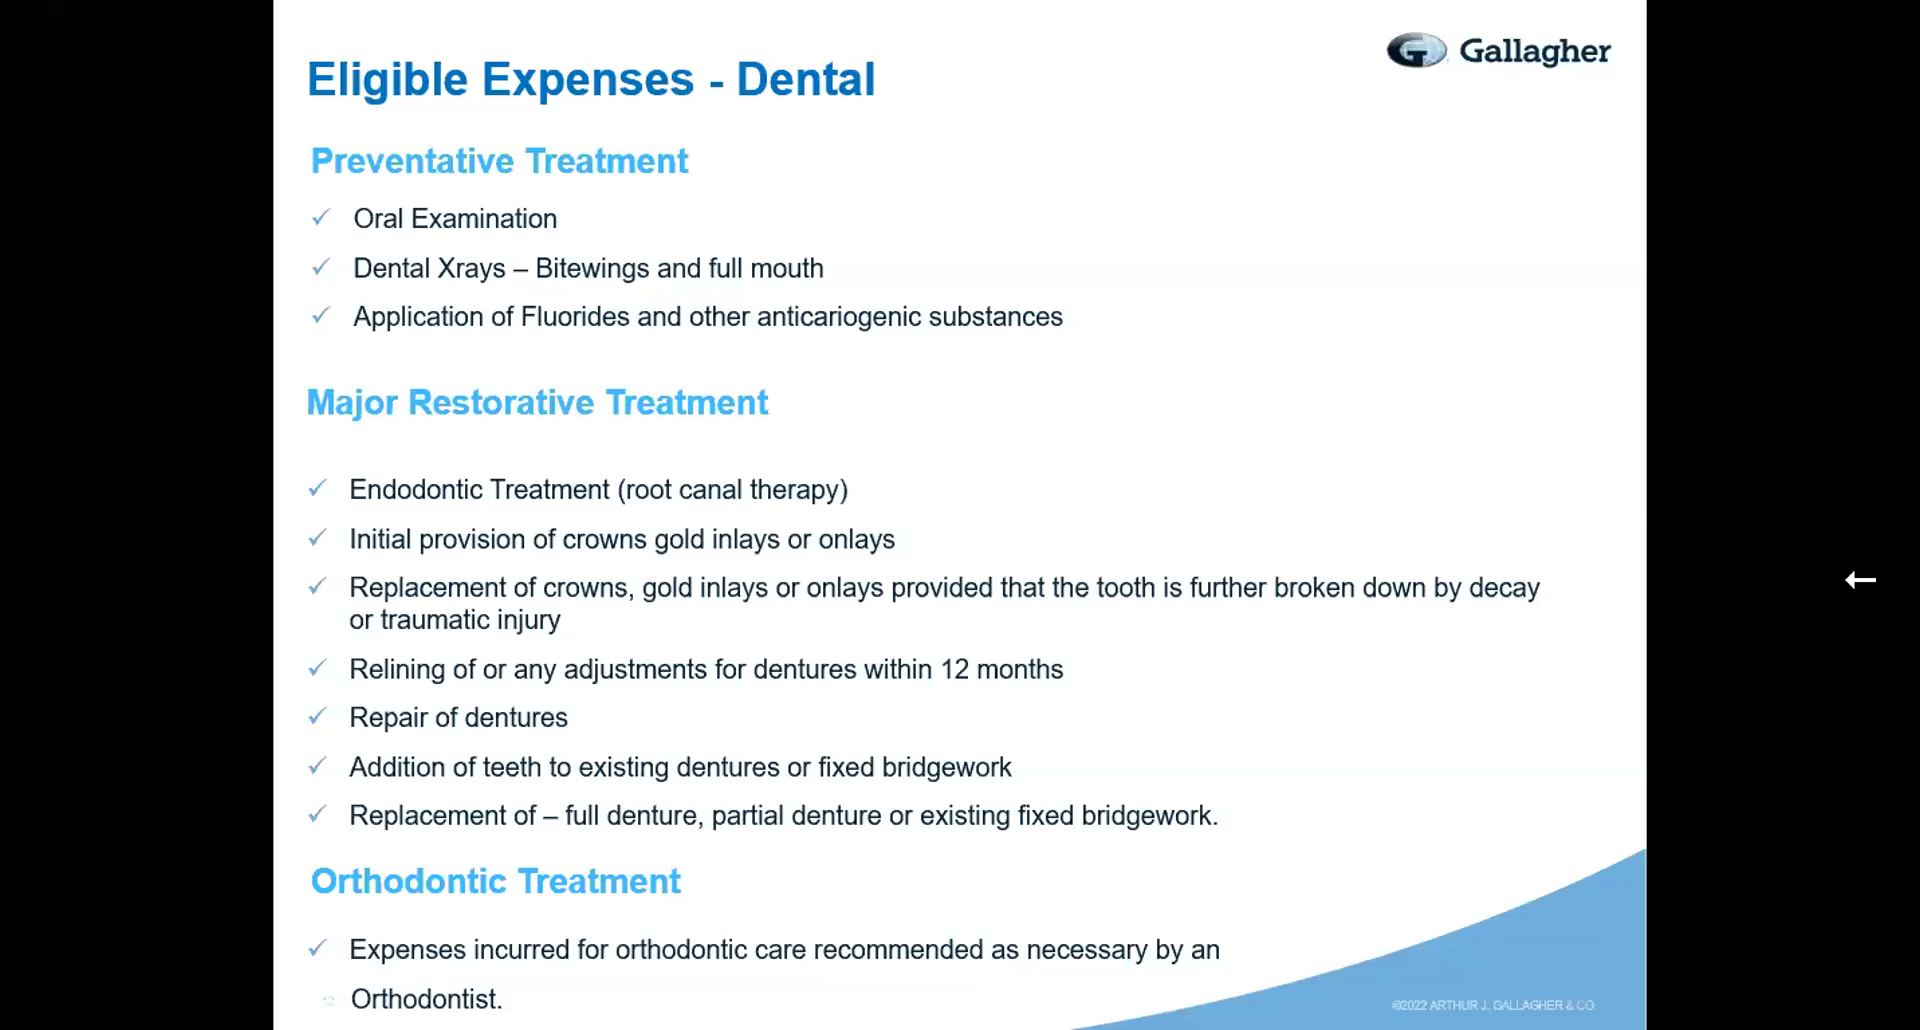 Gallagher
Eligible Expenses - Dental
Preventative Treatment
✓ Oral Examination
✓ Dental Xrays – Bitewings and full mouth
✓ Application of Fluorides and other anticariogenic substances
Major Restorative Treatment
✓ Endodontic Treatment (root canal therapy)
✓ Initial provision of crowns gold inlays or onlays
✓ Replacement of crowns, gold inlays or onlays provided that the tooth is further broken down by decay
or traumatic injury
✓ Relining of or any adjustments for dentures within 12 months
✓ Repair of dentures
✓ Addition of teeth to existing dentures or fixed bridgework
✓ Replacement of – full denture, partial denture or existing fixed bridgework.
Orthodontic Treatment
✓ Expenses incurred for orthodontic care recommended as necessary by an
Orthodontist.
©2022 ARTHUR J. GALLAGHER & CO.